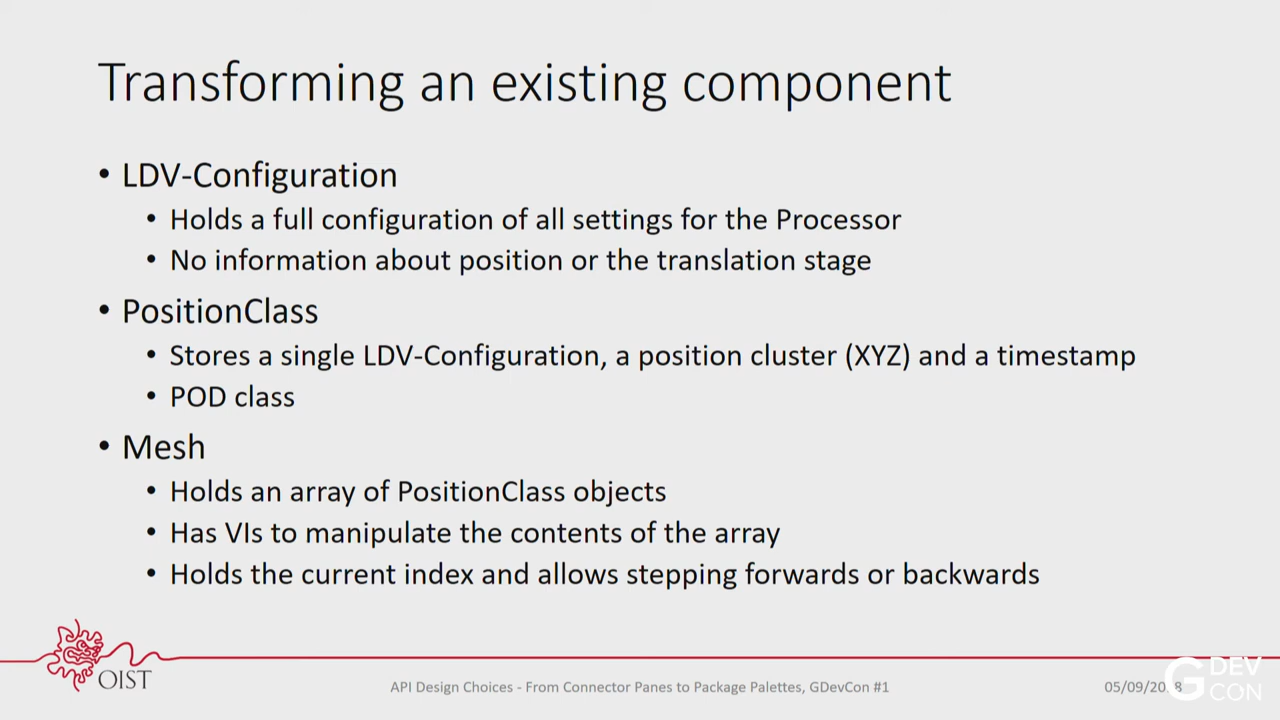 Transforming an existing component
• LDV-Configuration
• Holds a full configuration of all settings for the Processor
• No information about position or the translation stage
• PositionClass
• Stores a single LDV-Configuration, a position cluster (XYZ) and a timestamp
• POD class
• Mesh
• Holds an array of PositionClass objects
• Has VIs to manipulate the contents of the array
• Holds the current index and allows stepping forwards or backwards
OIST
API Design Choices - From Connector Panes to Package Palettes, GDevCon #1
05/09/2018
G DEV
CON